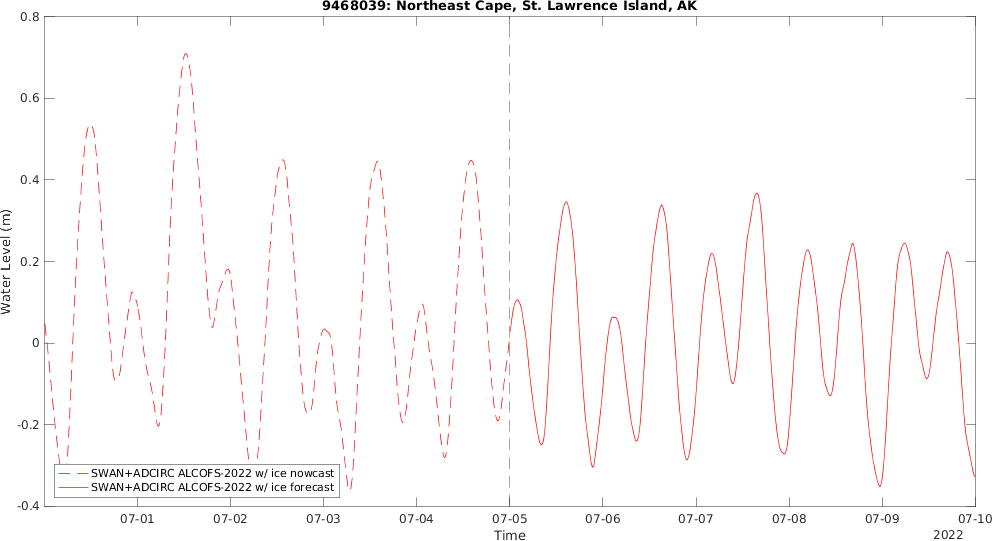 9468039: Northeast Cape, St. Lawrence Island, AK
0.8
0.6
0.4
0.2
0
-0.2
-0.4
Water Level (m)
SWAN+ADCIRC ALCOFS-2022 w/ ice nowcast
SWAN+ADCIRC ALCOFS-2022 w/ ice forecast
07-01 07-02 07-03 07-04 07-05 07-06 07-07 07-08 07-09 07-10
Time
2022